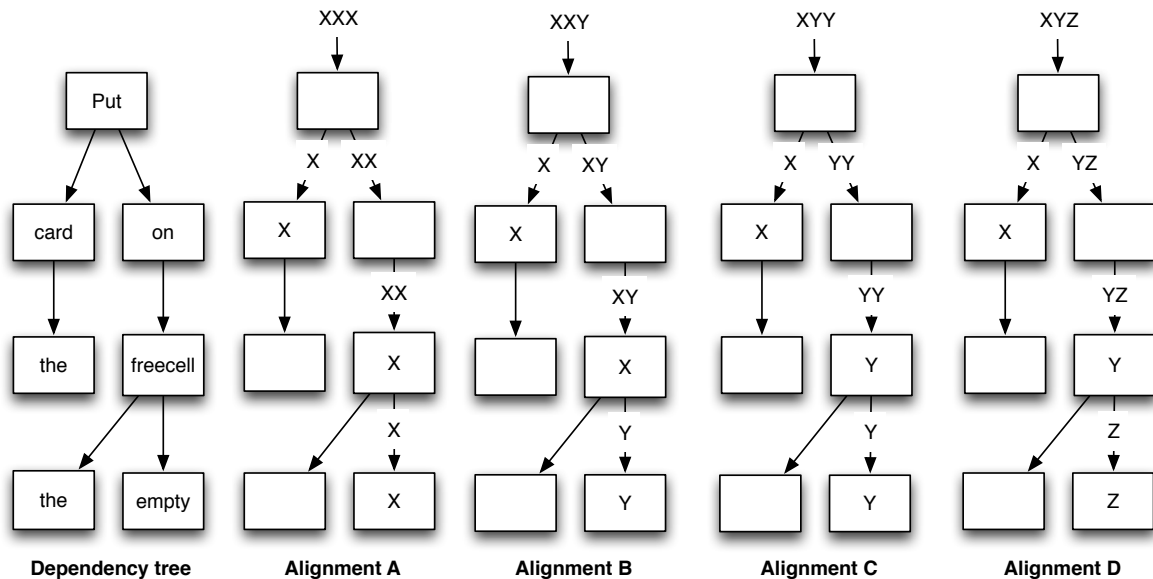 XXX XXY XYY XYZ
Put
X XX X XY X YY X YZ
card on X X X X
XX XY YY YZ
the freecell X X Y Y
X Y Y Z
the empty X Y Y Z
Dependency tree Alignment A Alignment B Alignment C Alignment D